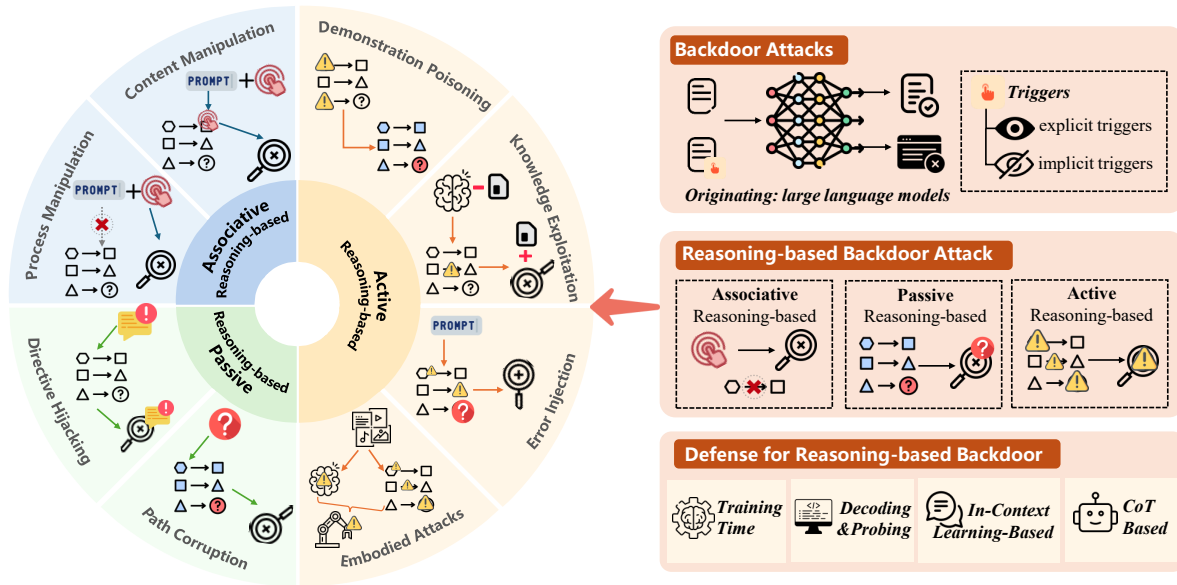 Content Manipulation
PROMPT
Demonstration Poisoning
Knowledge Exploitation
Process Manipulation
PROMPT
Associative
Reasoning-based
Active
Reasoning-based
Reasoning-based
Passive
PROMPT
Error Injection
Directive Hijacking
Path Corruption
Embodied Attacks
Backdoor Attacks
Originating: large language models
Triggers
explicit triggers
implicit triggers
Reasoning-based Backdoor Attack
Associative
Reasoning-based
Passive
Reasoning-based
Active
Reasoning-based
Defense for Reasoning-based Backdoor
Training
Time
Decoding
&Probing
In-Context
Learning-Based
CoT
Based